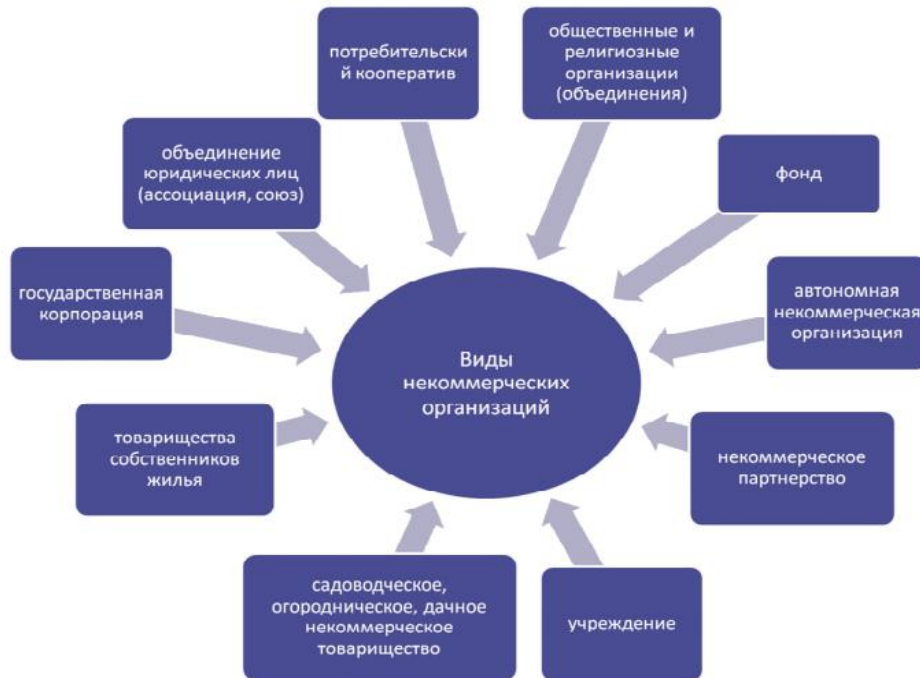 потребительски
й кооператив
общественные и
религиозные
организации
(объединения)
объединение
юридических лиц
(ассоциация, союз)
фонд
государственная
корпорация
автономная
некоммерческая
организация
Виды
некоммерческих
организаций
товарищества
собственников
жилья
некоммерческое
партнерство
садоводческое,
огородническое, дачное
некоммерческое
товарищество
учреждение